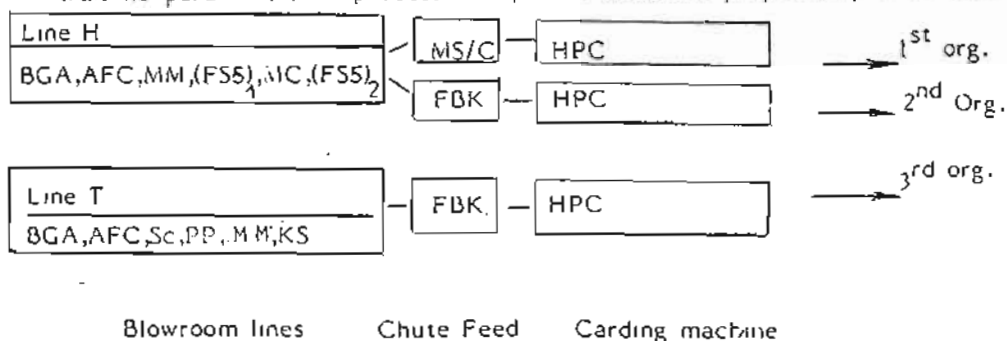 Line H
MS/C HPC 1st org.
BGA,AFC,MM,(FS5)1,MC,(FS5)2
FBK HPC 2nd Org.
Line T
FBK HPC 3rd org.
BGA,AFC,Sc,PP,MM,KS
Blowroom lines Chute Feed Carding machine